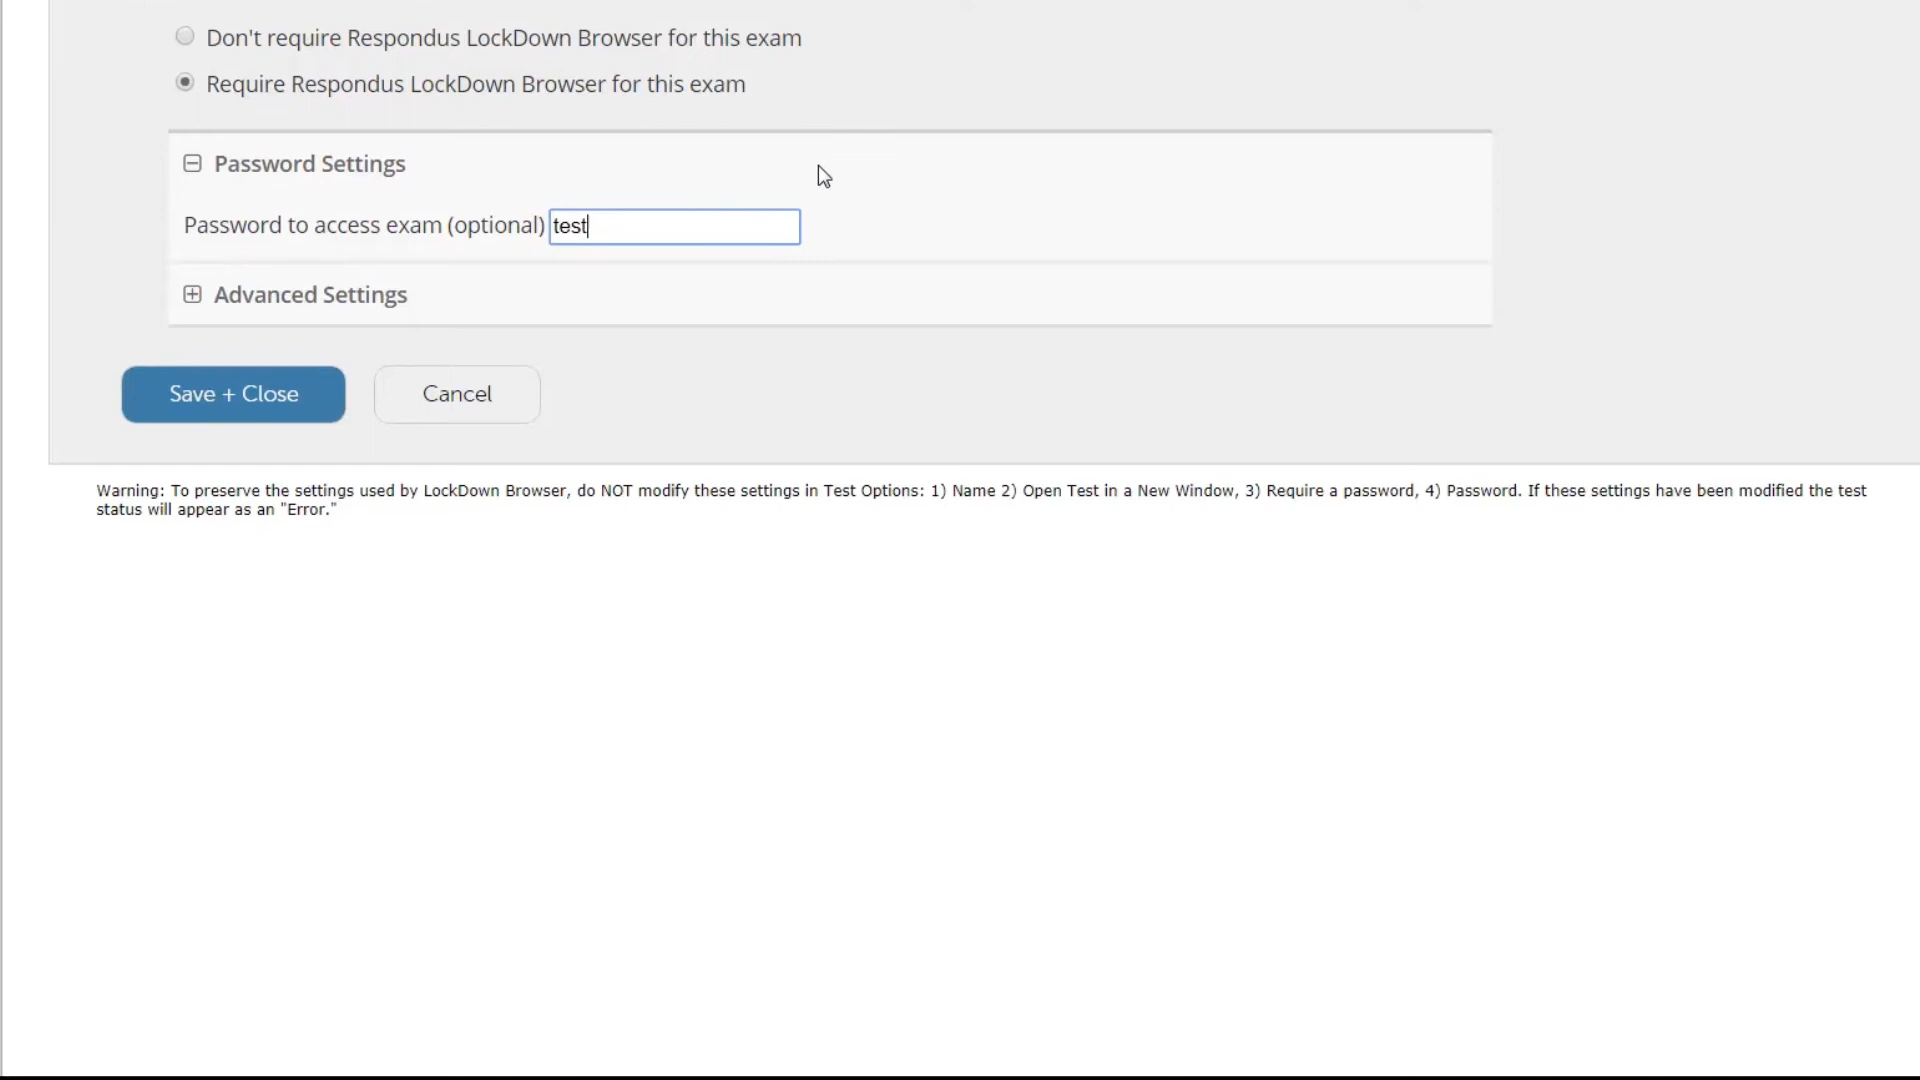 Don't require Respondus LockDown Browser for this exam
Require Respondus LockDown Browser for this exam
Password Settings
Password to access exam (optional) test
Advanced Settings
Save + Close Cancel
Warning: To preserve the settings used by LockDown Browser, do NOT modify these settings in Test Options: 1) Name 2) Open Test in a New Window, 3) Require a password, 4) Password. If these settings have been modified the test
status will appear as an "Error."